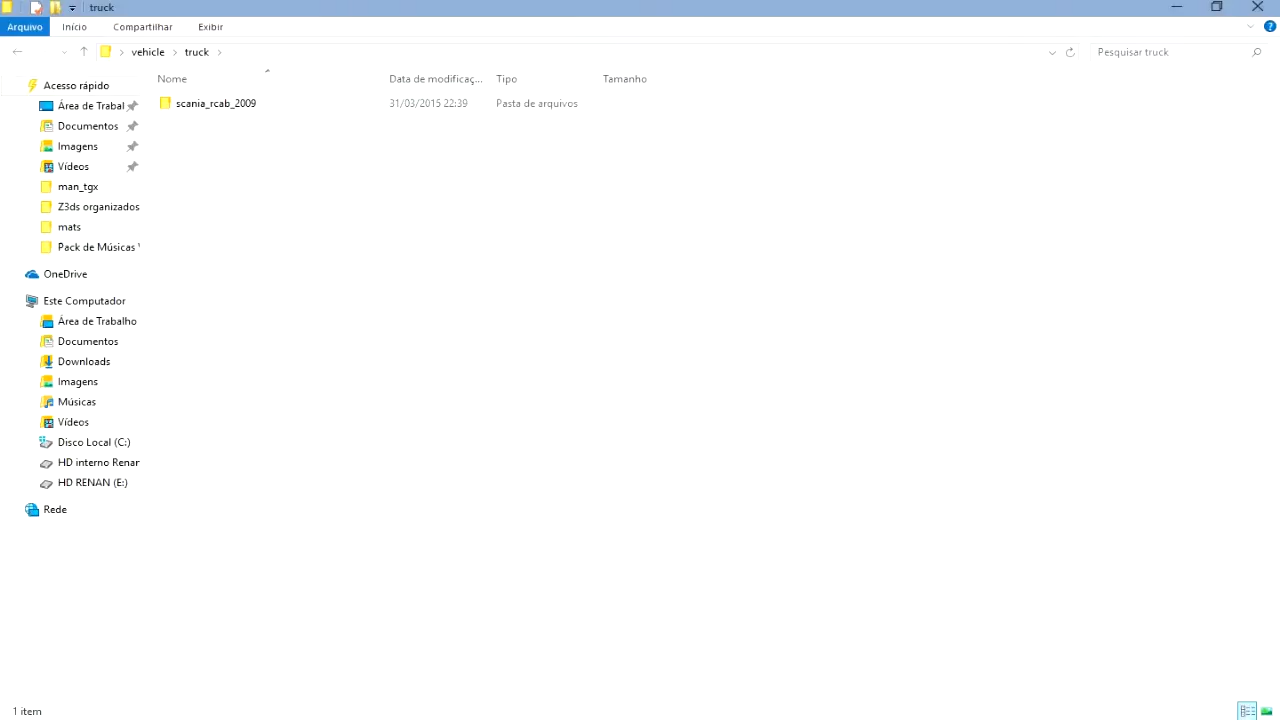 truck
Arquivo Início Compartilhar Exibir
vehicle truck Pesquisar truck
Nome Data de modificaç... Tipo Tamanho
scania_rcab_2009 31/03/2015 22:39 Pasta de arquivos
Acesso rápido
Área de Trabal
Documentos
Imagens
Vídeos
man_tgx
Z3ds organizados
mats
Pack de Músicas
OneDrive
Este Computador
Área de Trabalho
Documentos
Downloads
Imagens
Músicas
Vídeos
Disco Local (C:)
HD interno Renar
HD RENAN (E:)
Rede
1 item